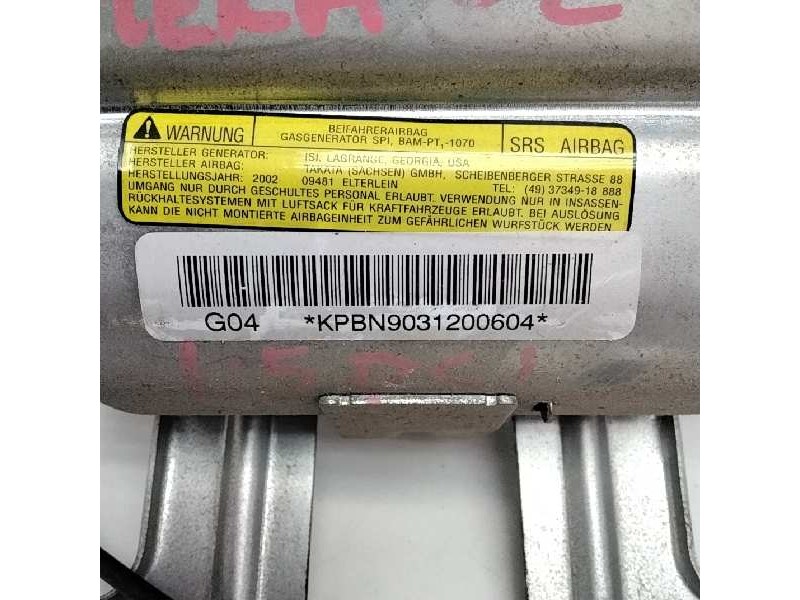 WARNUNG
BEIFAHRERAIRBAG
GASGENERATOR SPI, BAM-PT₁-1070
SRS AIRBAG
HERSTELLER GENERATOR: ISI, LAGRANGE, GEORGIA, USA
HERSTELLER AIRBAG: TAKATA (SACHSEN) GMBH, SCHEIBENBERGER STRASSE 88
HERSTELLUNGSJAHR: 2002 09481 ELTERLEIN TEL: (49) 37349-18 888
UMGANG NUR DURCH GESCHULTES PERSONAL ERLAUBT. VERWENDUNG NUR IN INSASSEN-
RÜCKHALTESYSTEMEN MIT LUFTSACK FÜR KRAFTFAHRZEUGE ERLAUBT. BEI AUSLÖSUNG
KANN DIE NICHT MONTIERTE AIRBAGEINHEIT ZUM GEFÄHRLICHEN WURFSTÜCK WERDEN
G04 *KPBN9031200604*